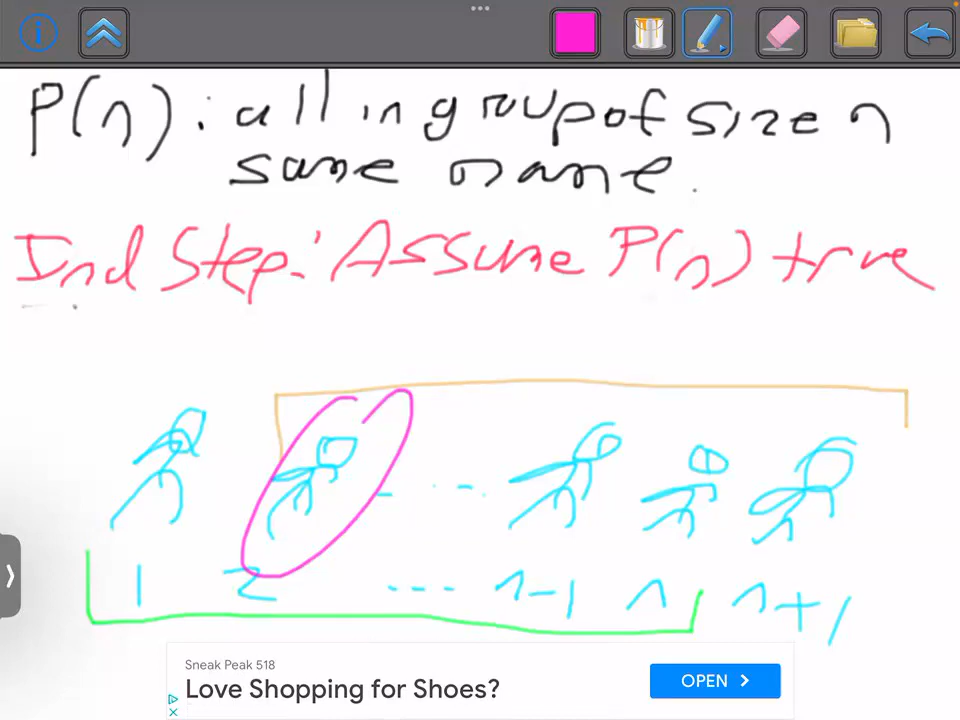 P(n): all in group of size n
same name.
Ind Step: Assume P(n) true
1 2 ... n-1 n n+1
Sneak Peak 518
Love Shopping for Shoes?
OPEN